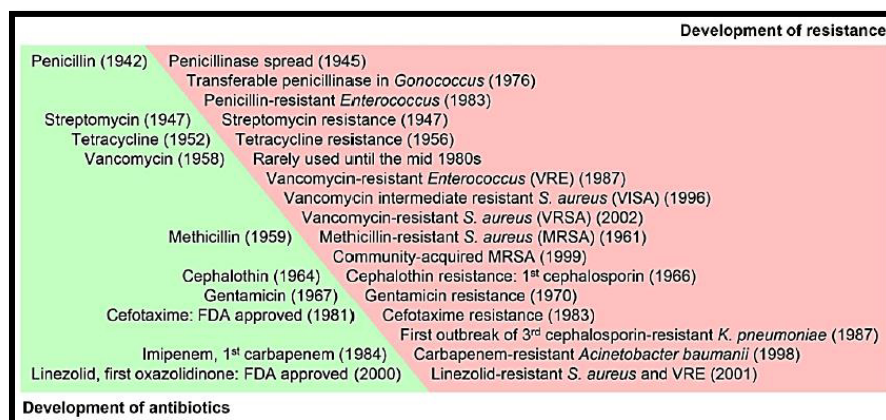 Development of resistance
Penicillin (1942) Penicillinase spread (1945)
Transferable penicillinase in Gonococcus (1976)
Penicillin-resistant Enterococcus (1983)
Streptomycin (1947) Streptomycin resistance (1947)
Tetracycline (1952) Tetracycline resistance (1956)
Vancomycin (1958) Rarely used until the mid 1980s
Vancomycin-resistant Enterococcus (VRE) (1987)
Vancomycin intermediate resistant S. aureus (VISA) (1996)
Vancomycin-resistant S. aureus (VRSA) (2002)
Methicillin (1959) Methicillin-resistant S. aureus (MRSA) (1961)
Community-acquired MRSA (1999)
Cephalothin (1964) Cephalothin resistance: 1st cephalosporin (1966)
Gentamicin (1967) Gentamicin resistance (1970)
Cefotaxime: FDA approved (1981) Cefotaxime resistance (1983)
First outbreak of 3rd cephalosporin-resistant K. pneumoniae (1987)
Imipenem, 1st carbapenem (1984) Carbapenem-resistant Acinetobacter baumanii (1998)
Linezolid, first oxazolidinone: FDA approved (2000) Linezolid-resistant S. aureus and VRE (2001)
Development of antibiotics